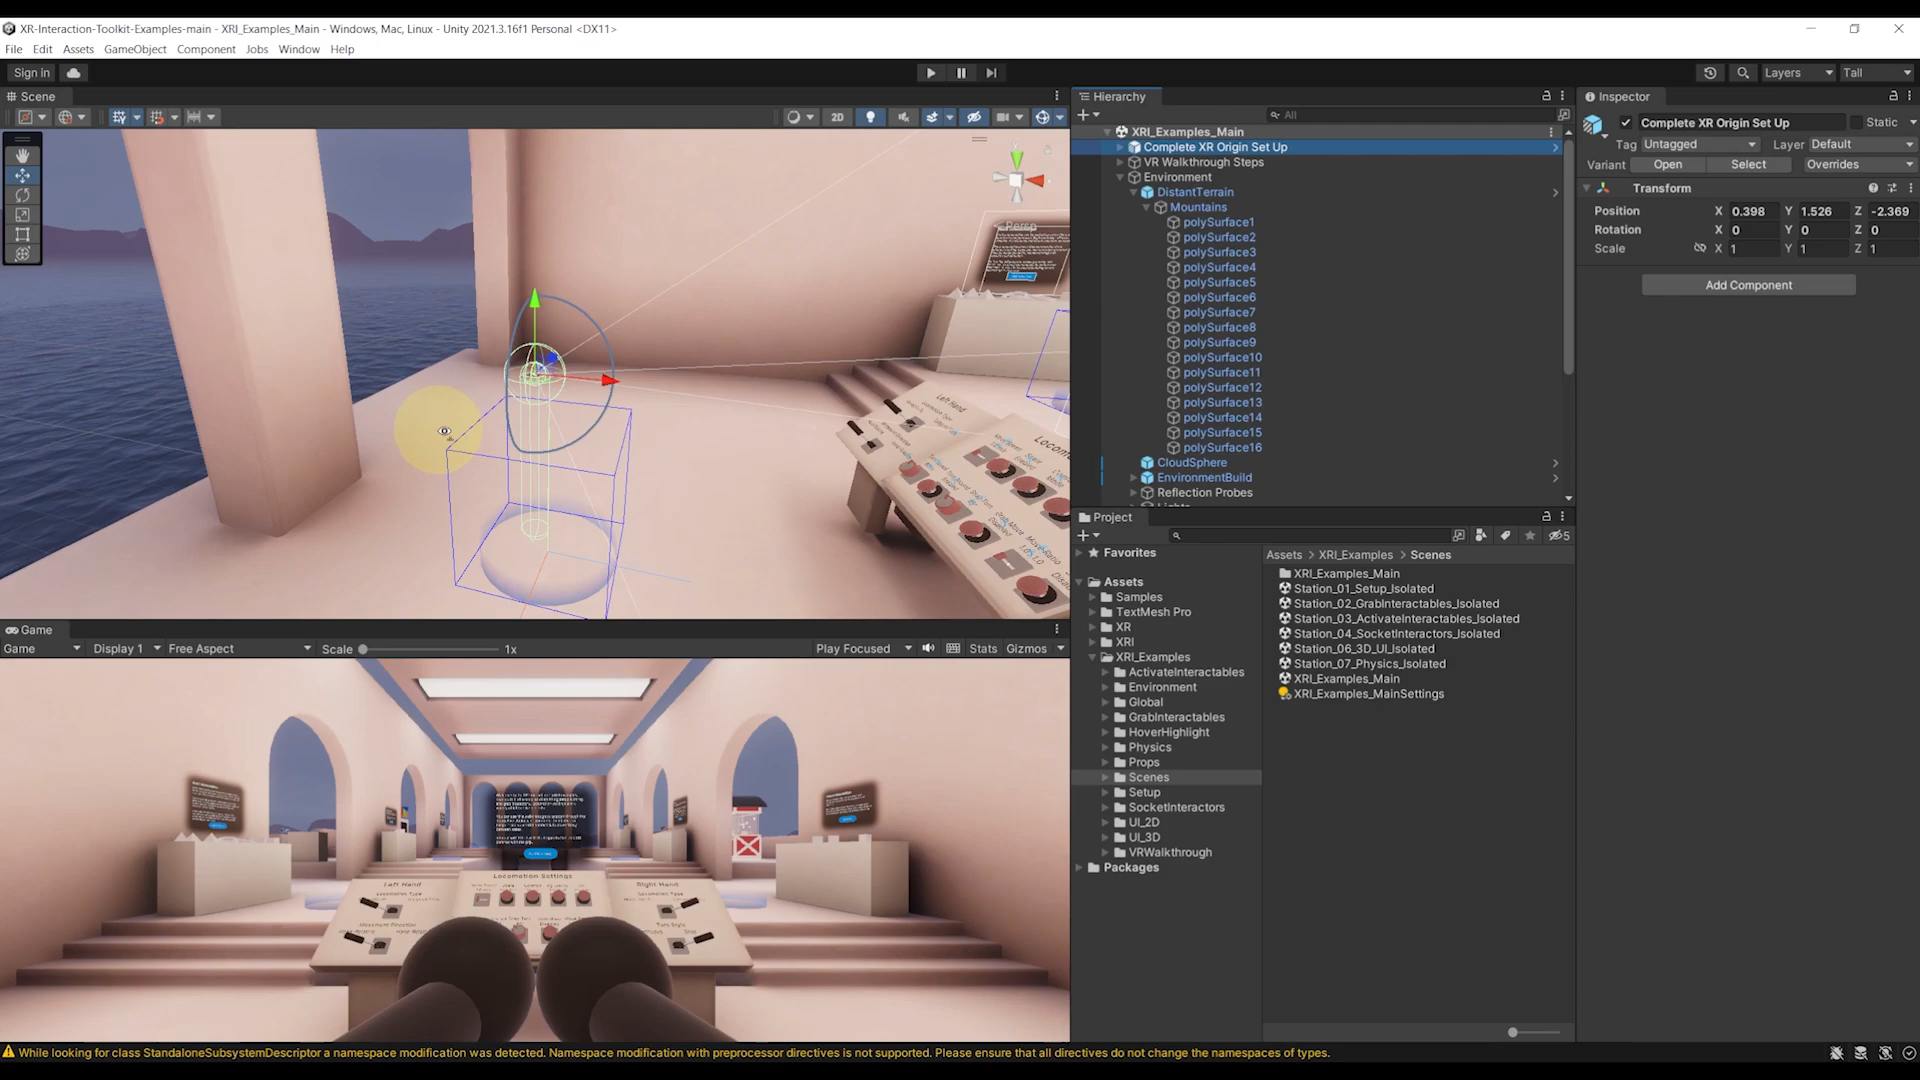 XR-Interaction-Toolkit-Examples-main - XRI_Examples_Main - Windows, Mac, Linux - Unity 2021.3.16f1 Personal <DX11>
File Edit Assets GameObject Component Jobs Window Help
Sign In
Layers
Tall
Scene
2D
Persp
Left Hand
Hierarchy
All
XRI_Examples_Main
Complete XR Origin Set Up
VR Walkthrough Steps
Environment
DistantTerrain
Mountains
polySurface1
polySurface2
polySurface3
polySurface4
polySurface5
polySurface6
polySurface7
polySurface8
polySurface9
polySurface10
polySurface11
polySurface12
polySurface13
polySurface14
polySurface15
polySurface16
CloudSphere
EnvironmentBuild
Reflection Probes
Inspector
Complete XR Origin Set Up
Static
Tag Untagged
Layer Default
Variant Open Select Overrides
Transform
Position X 0.398 Y 1.526 Z -2.369
Rotation X 0 Y 0 Z 0
Scale X 1 Y 1 Z 1
Add Component
Game
Game Display 1 Free Aspect Scale 1x Play Focused Stats Gizmos
Locomotion Settings
Left Hand
Right Hand
Project
5
Favorites
Assets
Samples
TextMesh Pro
XR
XRI
XRI_Examples
ActivateInteractables
Environment
Global
GrabInteractables
HoverHighlight
Physics
Props
Scenes
Setup
SocketInteractors
UI_2D
UI_3D
VRWalkthrough
Packages
Assets > XRI_Examples > Scenes
XRI_Examples_Main
Station_01_Setup_Isolated
Station_02_GrabInteractables_Isolated
Station_03_ActivateInteractables_Isolated
Station_04_SocketInteractors_Isolated
Station_06_3D_UI_Isolated
Station_07_Physics_Isolated
XRI_Examples_Main
XRI_Examples_MainSettings
While looking for class StandaloneSubsystemDescriptor a namespace modification was detected. Namespace modification with preprocessor directives is not supported. Please ensure that all directives do not change the namespaces of types.